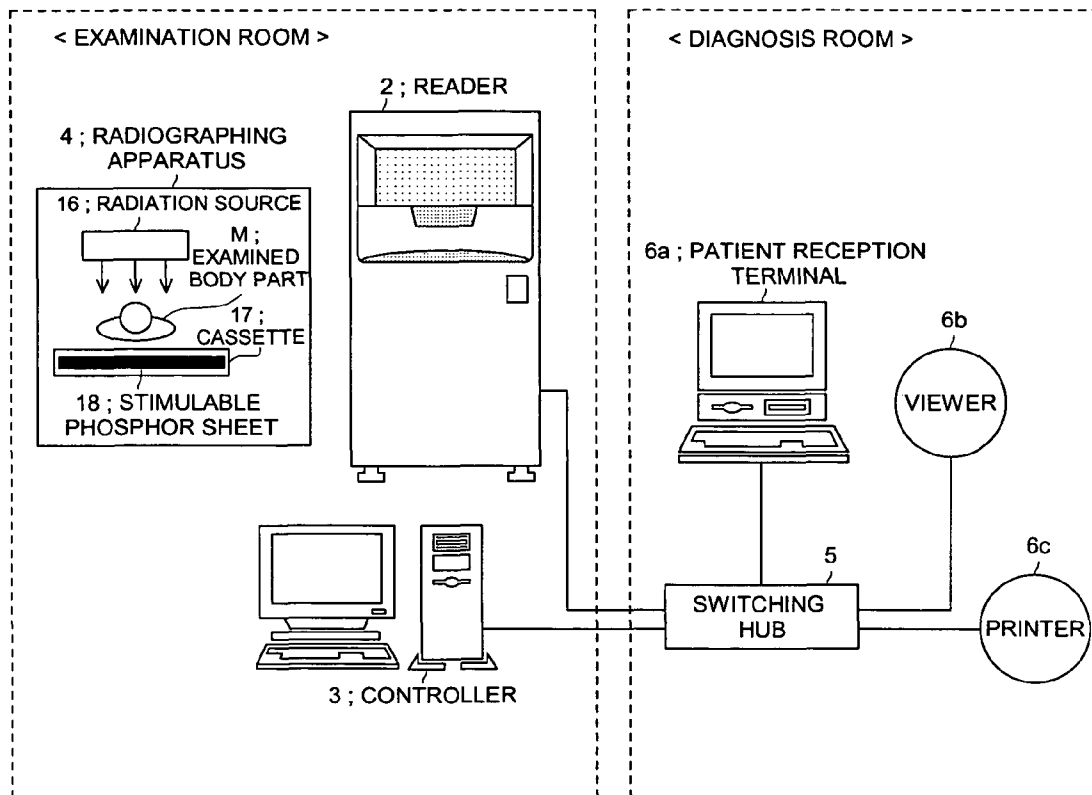 < EXAMINATION ROOM >
2 ; READER
4 ; RADIOGRAPHING
APPARATUS
16 ; RADIATION SOURCE
M ;
EXAMINED
BODY PART
17 ;
CASSETTE
18 ; STIMULABLE
PHOSPHOR SHEET
3 ; CONTROLLER
< DIAGNOSIS ROOM >
6a ; PATIENT RECEPTION
TERMINAL
6b
VIEWER
5
SWITCHING
HUB
6c
PRINTER